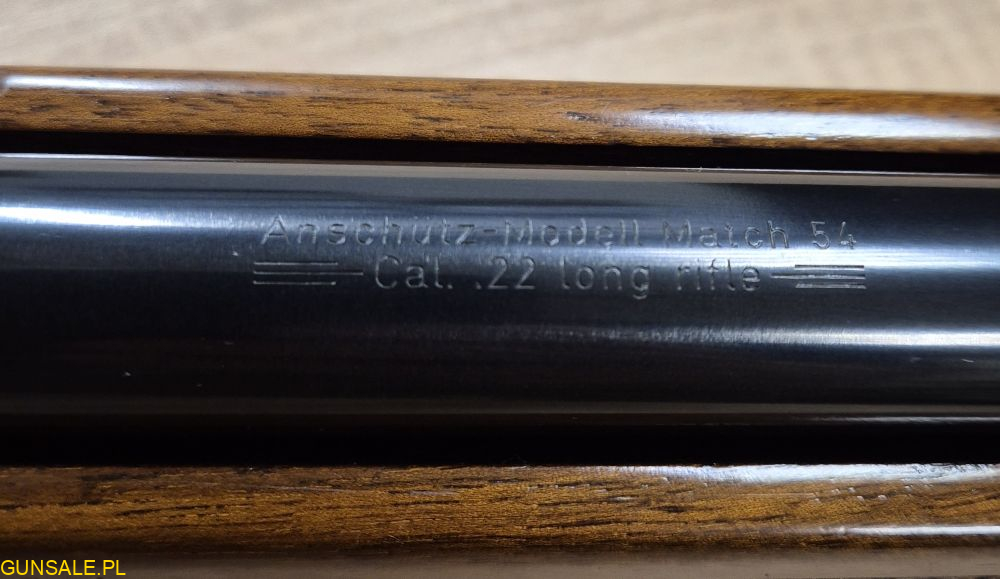 Anschütz-Modell Match 54
Cal. .22 long rifle
GUNSALE.PL